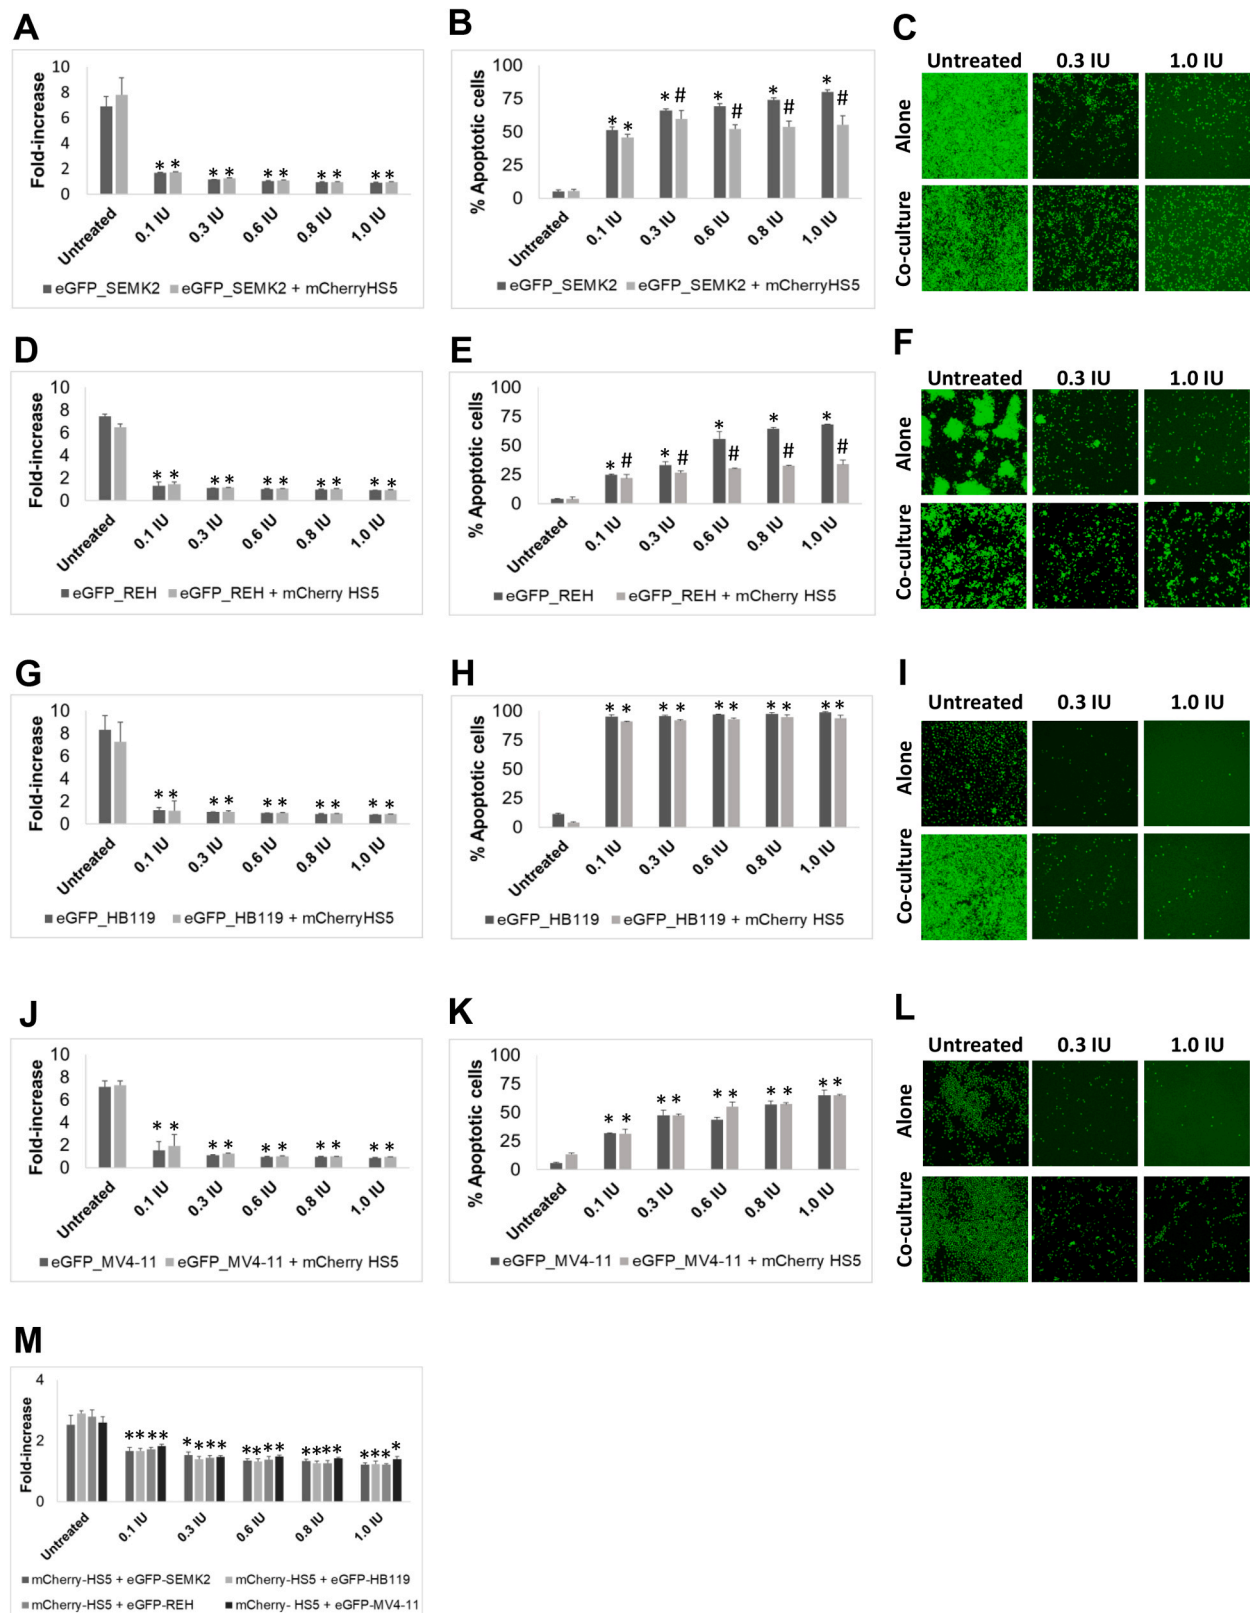 A
Fold-increase
10
8
6
4
2
0
* * * * * * * * * *
Untreated
0.1 IU
0.3 IU
0.6 IU
0.8 IU
1.0 IU
eGFP_SEMK2 eGFP_SEMK2 + mCherryHS5
B
% Apoptotic cells
100
75
50
25
0
* * * # * # * # * #
Untreated
0.1 IU
0.3 IU
0.6 IU
0.8 IU
1.0 IU
eGFP_SEMK2 eGFP_SEMK2 + mCherryHS5
C
Untreated 0.3 IU 1.0 IU
Alone
Co-culture
D
Fold-increase
10
8
6
4
2
0
* * * * * * * * * *
Untreated
0.1 IU
0.3 IU
0.6 IU
0.8 IU
1.0 IU
eGFP_REH eGFP_REH + mCherry HS5
E
% Apoptotic cells
100
75
50
25
0
* # * # * # * # * #
Untreated
0.1 IU
0.3 IU
0.6 IU
0.8 IU
1.0 IU
eGFP_REH eGFP_REH + mCherry HS5
F
Untreated 0.3 IU 1.0 IU
Alone
Co-culture
G
Fold-increase
10
8
6
4
2
0
* * * * * * * * * *
Untreated
0.1 IU
0.3 IU
0.6 IU
0.8 IU
1.0 IU
eGFP_HB119 eGFP_HB119 + mCherryHS5
H
% Apoptotic cells
100
75
50
25
0
* * * * * * * * * *
Untreated
0.1 IU
0.3 IU
0.6 IU
0.8 IU
1.0 IU
eGFP_HB119 eGFP_HB119 + mCherry HS5
I
Untreated 0.3 IU 1.0 IU
Alone
Co-culture
J
Fold-increase
10
8
6
4
2
0
* * * * * * * * * *
Untreated
0.1 IU
0.3 IU
0.6 IU
0.8 IU
1.0 IU
eGFP_MV4-11 eGFP_MV4-11 + mCherry HS5
K
% Apoptotic cells
100
75
50
25
0
* * * * * * * * * *
Untreated
0.1 IU
0.3 IU
0.6 IU
0.8 IU
1.0 IU
eGFP_MV4-11 eGFP_MV4-11 + mCherry HS5
L
Untreated 0.3 IU 1.0 IU
Alone
Co-culture
M
Fold-increase
4
2
0
**** **** **** **** ****
Untreated
0.1 IU
0.3 IU
0.6 IU
0.8 IU
1.0 IU
mCherry-HS5 + eGFP-SEMK2 mCherry-HS5 + eGFP-HB119
mCherry-HS5 + eGFP-REH mCherry- HS5 + eGFP-MV4-11